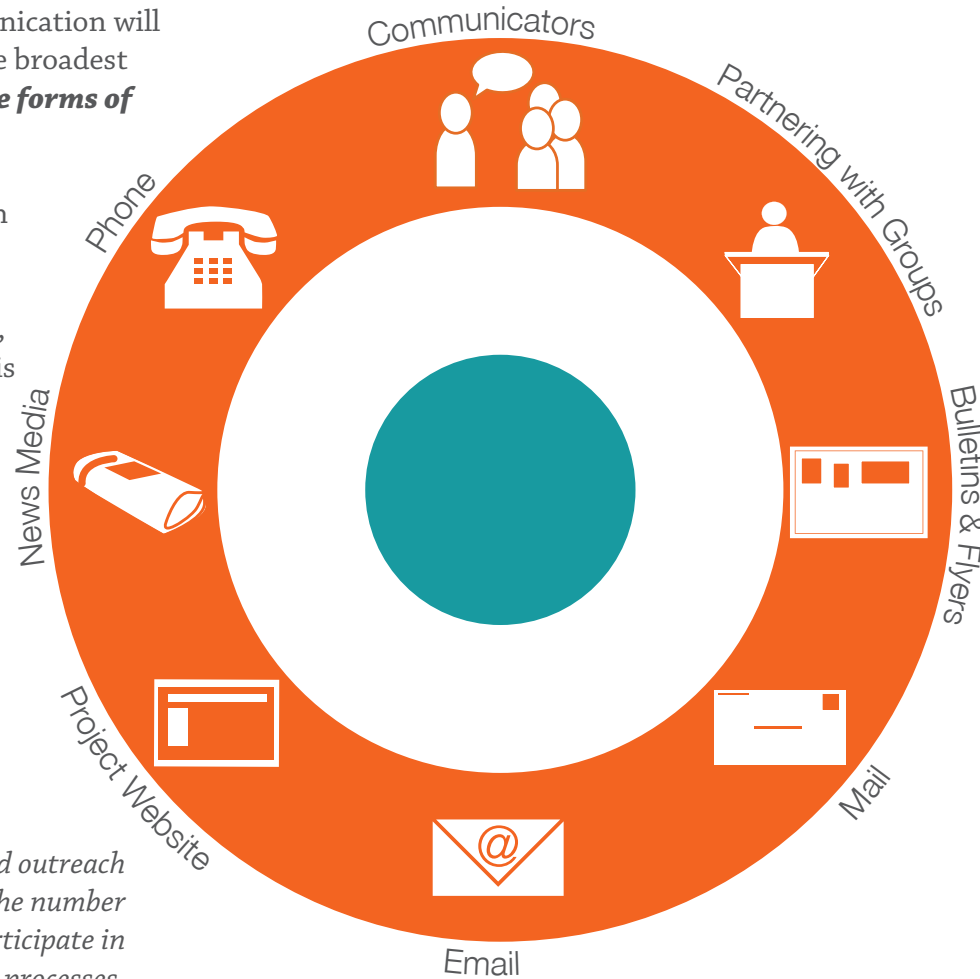 nication will
e broadest
e forms of
n
,
is
Communicators
Partnering with Groups
Bulletins & Flyers
Mail
Email
@
Project Website
News Media
Phone
d outreach
he number
rticipate in
processes